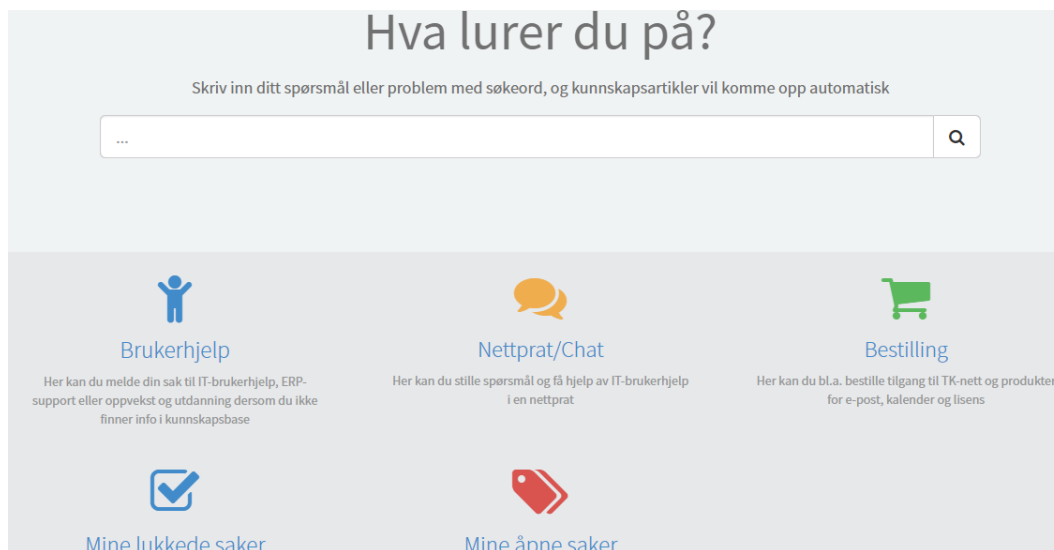 Hva lurer du på?
Skriv inn ditt spørsmål eller problem med søkeord, og kunnskapsartikler vil komme opp automatisk
...
Brukerhjelp
Her kan du melde din sak til IT-brukerhjelp, ERP-
support eller oppvekst og utdanning dersom du ikke
finner info i kunnskapsbase
Nettprat/Chat
Her kan du stille spørsmål og få hjelp av IT-brukerhjelp
i en nettprat
Bestilling
Her kan du bl.a. bestille tilgang til TK-nett og produkter
for e-post, kalender og lisens
Mine lukkede saker
Mine åpne saker